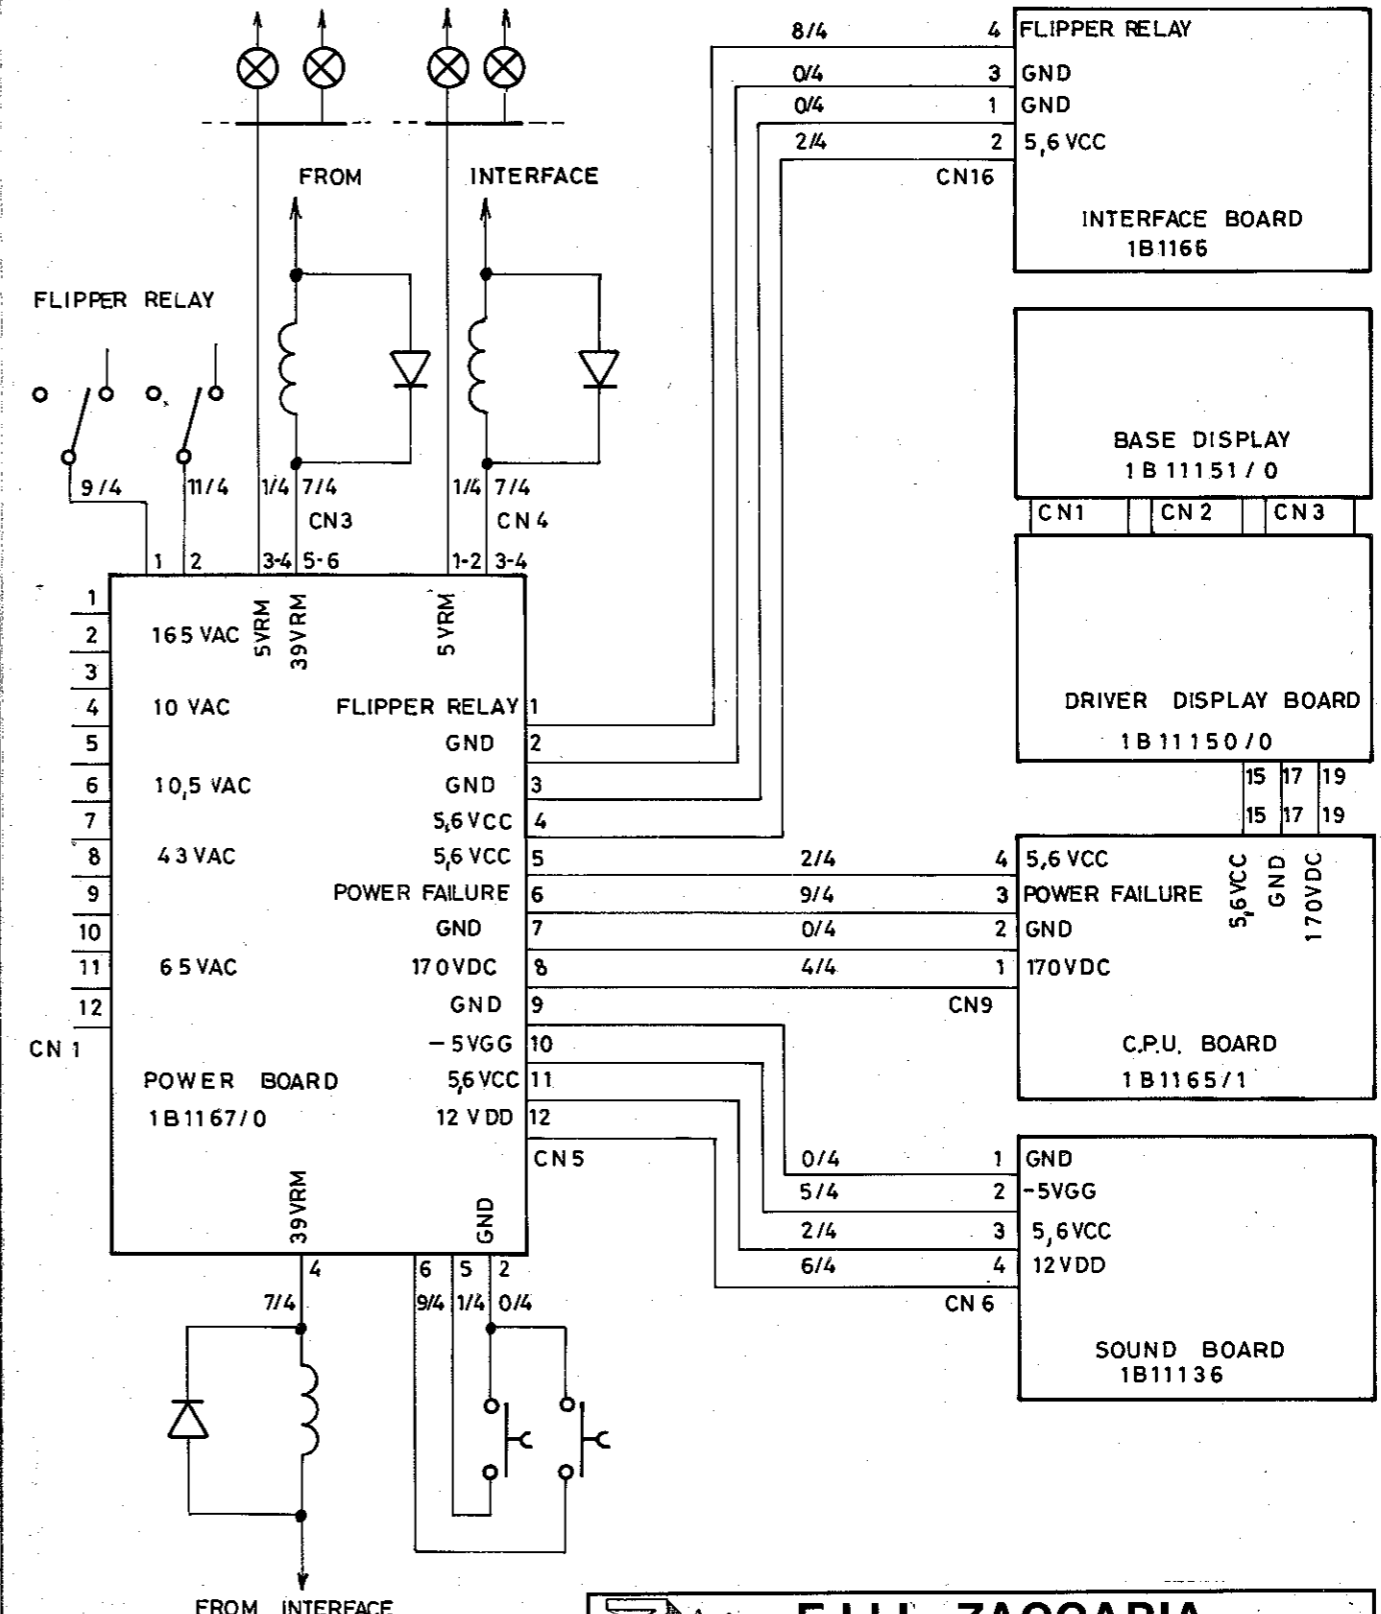 8/4 4 FLIPPER RELAY
0/4 3 GND
0/4 1 GND
2/4 2 5,6 VCC
CN16
INTERFACE BOARD
1B1166
FROM INTERFACE
FLIPPER RELAY
9/4 11/4 1/4 7/4 1/4 7/4
CN3 CN4
1 2 3-4 5-6 1-2 3-4
BASE DISPLAY
1B11151/0
CN1 CN2 CN3
DRIVER DISPLAY BOARD
1B11150/0
15 17 19
15 17 19
1
2 165 VAC
5VRM
39VRM
5VRM
3
4 10 VAC
5
6 10,5 VAC
7
8 43 VAC
9
10
11 65 VAC
12
CN 1
FLIPPER RELAY 1
GND 2
GND 3
5,6 VCC 4
5,6 VCC 5
POWER FAILURE 6
GND 7
170VDC 8
GND 9
-5VGG 10
5,6 VCC 11
12 VDD 12
CN5
POWER BOARD
1B1167/0
2/4 4 5,6 VCC
9/4 3 POWER FAILURE
0/4 2 GND
4/4 1 170VDC
CN9
5,6VCC
GND
170VDC
C.P.U. BOARD
1B1165/1
0/4 1 GND
5/4 2 -5VGG
2/4 3 5,6VCC
6/4 4 12VDD
CN 6
SOUND BOARD
1B11136
39VRM
GND
4 6 5 2
7/4 9/4 1/4 0/4
FROM INTERFACE
F.LLI ZACCARIA